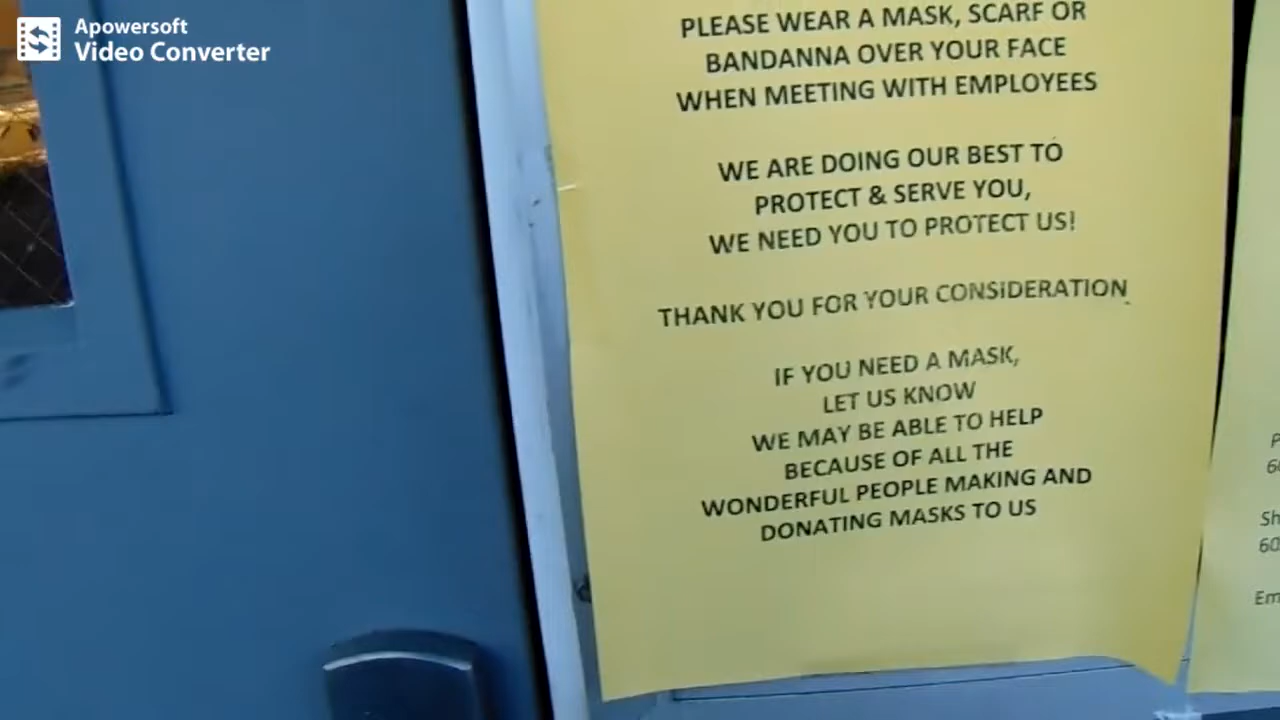 Apowersoft
Video Converter
PLEASE WEAR A MASK, SCARF OR
BANDANNA OVER YOUR FACE
WHEN MEETING WITH EMPLOYEES
WE ARE DOING OUR BEST TO
PROTECT & SERVE YOU,
WE NEED YOU TO PROTECT US!
THANK YOU FOR YOUR CONSIDERATION
IF YOU NEED A MASK,
LET US KNOW
WE MAY BE ABLE TO HELP
BECAUSE OF ALL THE
WONDERFUL PEOPLE MAKING AND
DONATING MASKS TO US